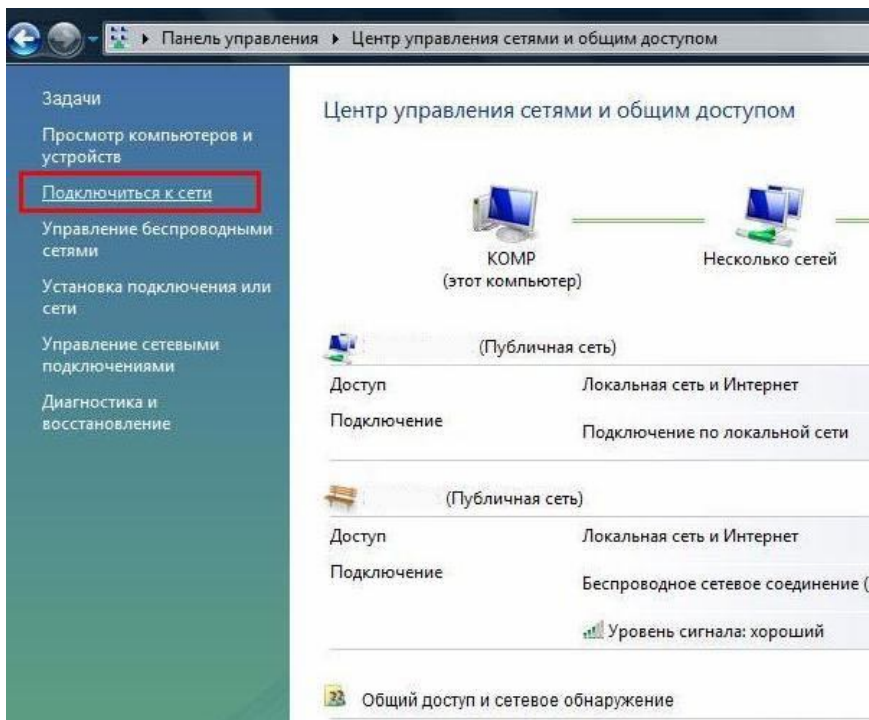 Панель управления ▸ Центр управления сетями и общим доступом
Задачи
Просмотр компьютеров и
устройств
Подключиться к сети
Управление беспроводными
сетями
Установка подключения или
сети
Управление сетевыми
подключениями
Диагностика и
восстановление
Центр управления сетями и общим доступом
KOMP
(этот компьютер)
Несколько сетей
(Публичная сеть)
Доступ Локальная сеть и Интернет
Подключение Подключение по локальной сети
(Публичная сеть)
Доступ Локальная сеть и Интернет
Подключение Беспроводное сетевое соединение (
Уровень сигнала: хороший
Общий доступ и сетевое обнаружение